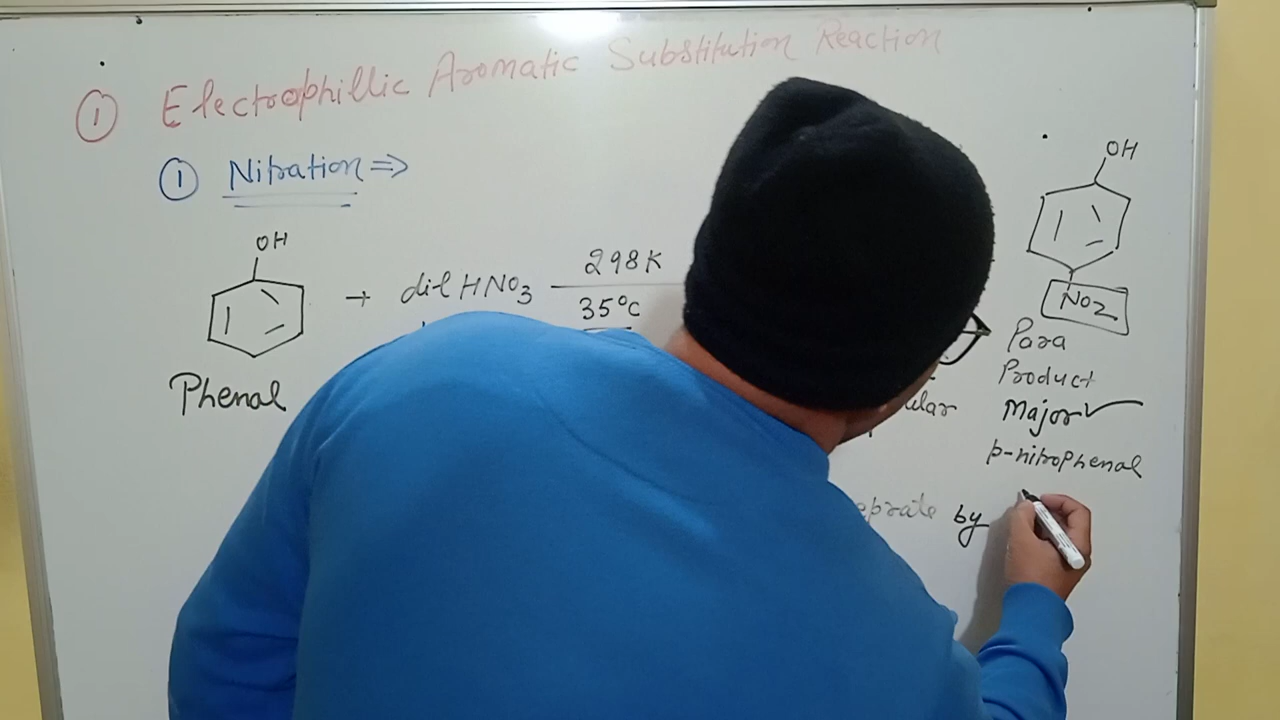 ① Electrophillic Aromatic Substitution Reaction
① Nitration ⇒
OH
OH
+ dil HNO3
298K
35°C
NO2
Phenal
Para
Product
Major ✓
p-nitrophenal
by